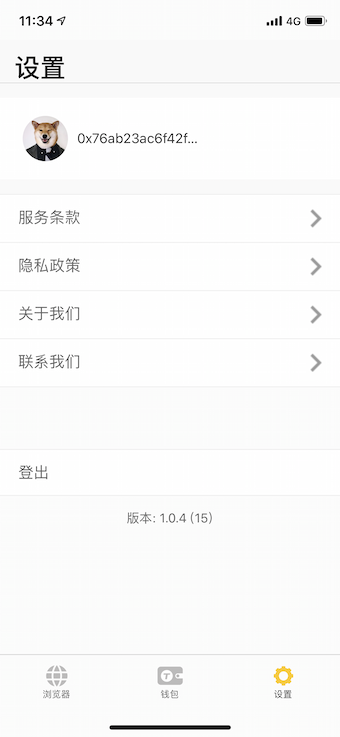 11:34 4G
设置
0x76ab23ac6f42f...
服务条款
隐私政策
关于我们
联系我们
登出
版本: 1.0.4 (15)
浏览器 钱包 设置